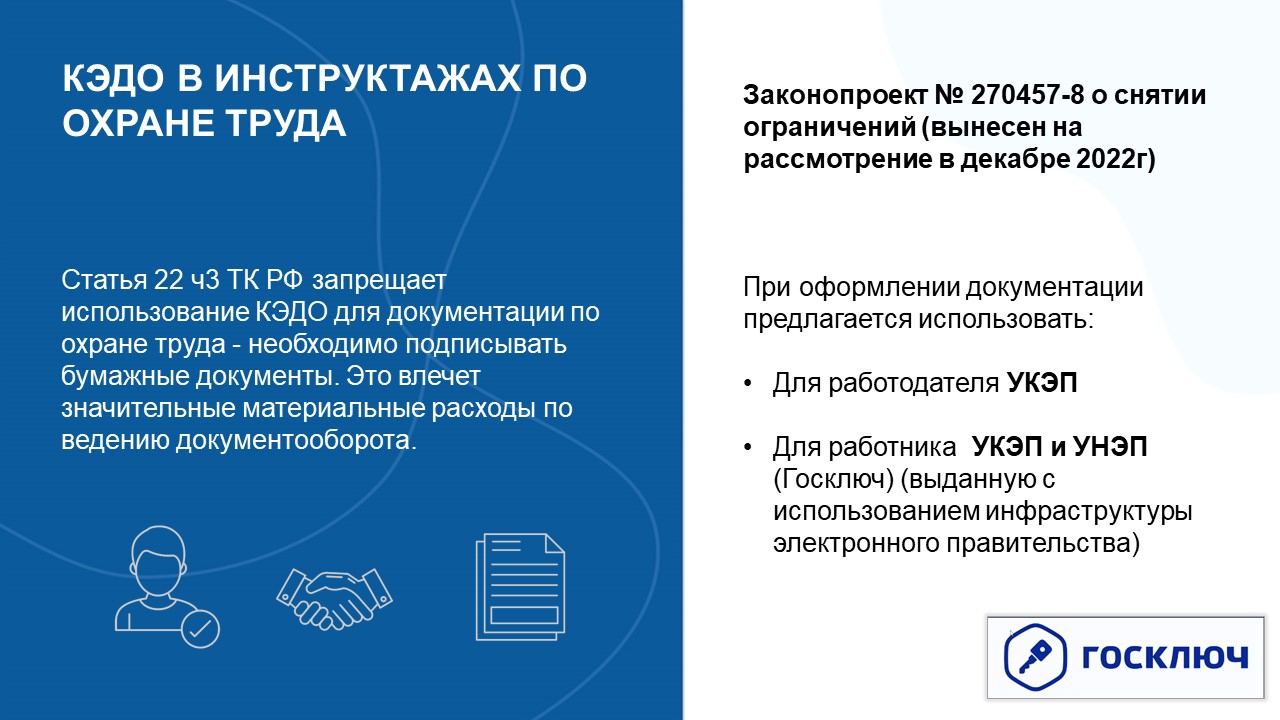 КЭДО В ИНСТРУКТАЖАХ ПО
ОХРАНЕ ТРУДА
Статья 22 ч3 ТК РФ запрещает
использование КЭДО для документации по
охране труда - необходимо подписывать
бумажные документы. Это влечет
значительные материальные расходы по
ведению документооборота.
Законопроект № 270457-8 о снятии
ограничений (вынесен на
рассмотрение в декабре 2022г)
При оформлении документации
предлагается использовать:
• Для работодателя УКЭП
• Для работника УКЭП и УНЭП
(Госключ) (выданную с
использованием инфраструктуры
электронного правительства)
ГОСКЛЮЧ